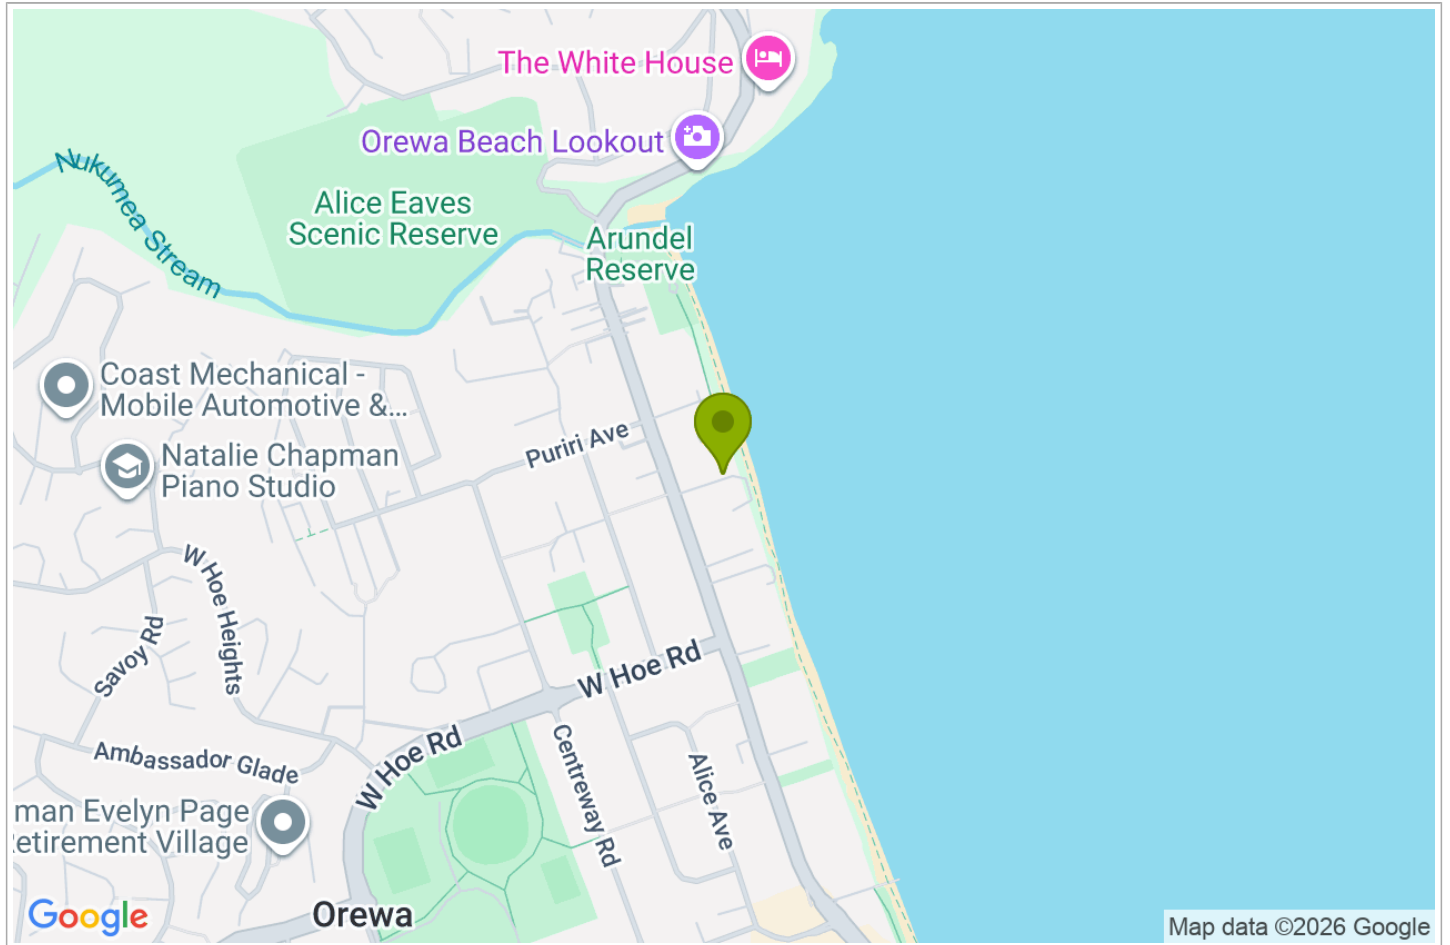 The White House
Orewa Beach Lookout
Nukumea Stream
Alice Eaves
Scenic Reserve
Arundel
Reserve
Coast Mechanical -
Mobile Automotive &...
Puriri Ave
Natalie Chapman
Piano Studio
W Hoe Heights
Savoy Rd
W Hoe Rd
W Hoe Rd
Centreway Rd
Alice Ave
Ambassador Glade
man Evelyn Page
etirement Village
Orewa
Google
Map data ©2026 Google